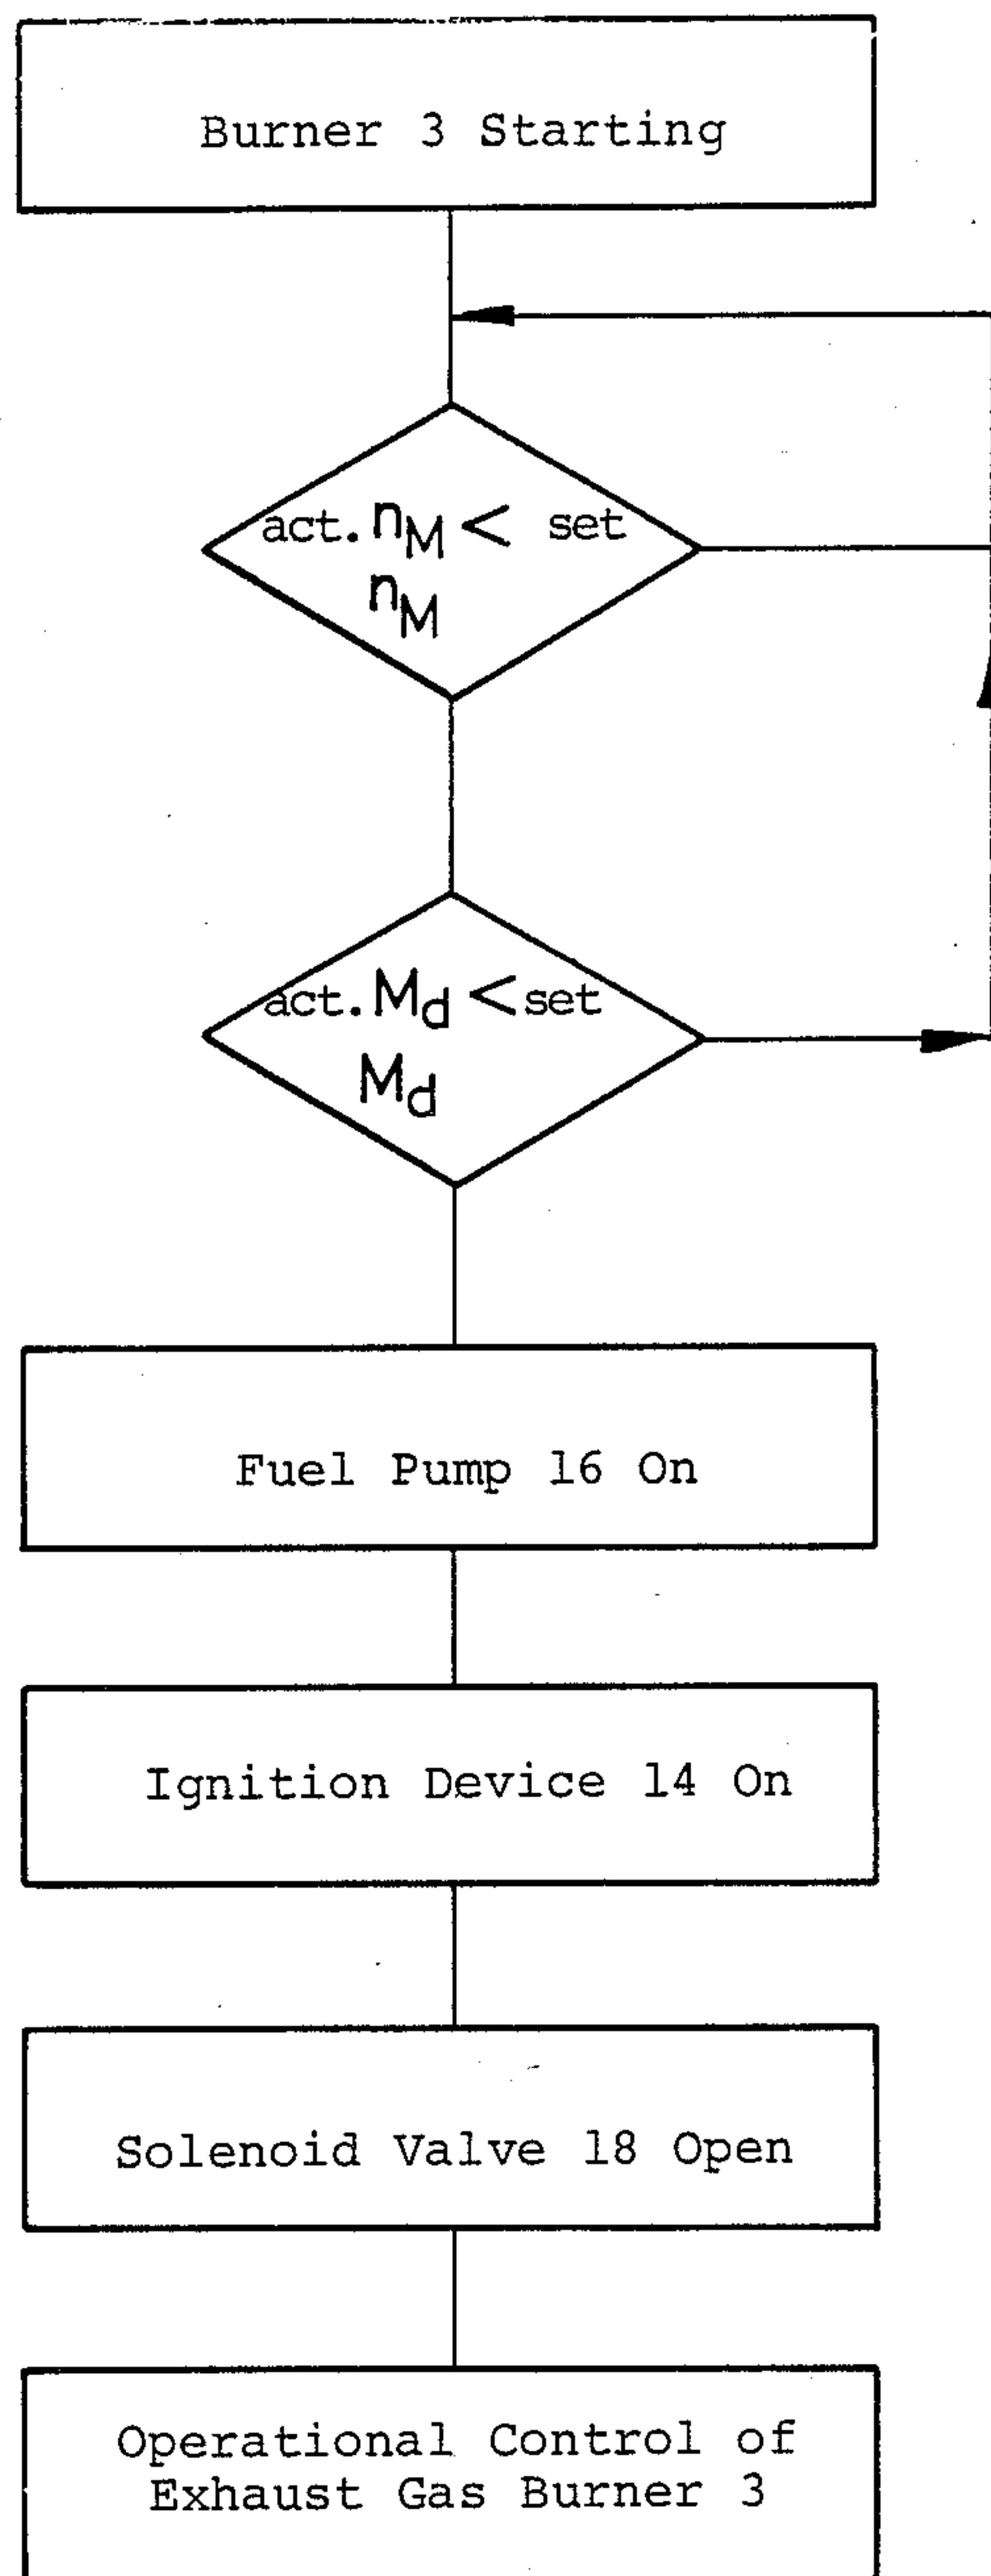 Burner 3 Starting
act. nM < set
nM
act. Md < set
Md
Fuel Pump 16 On
Ignition Device 14 On
Solenoid Valve 18 Open
Operational Control of
Exhaust Gas Burner 3